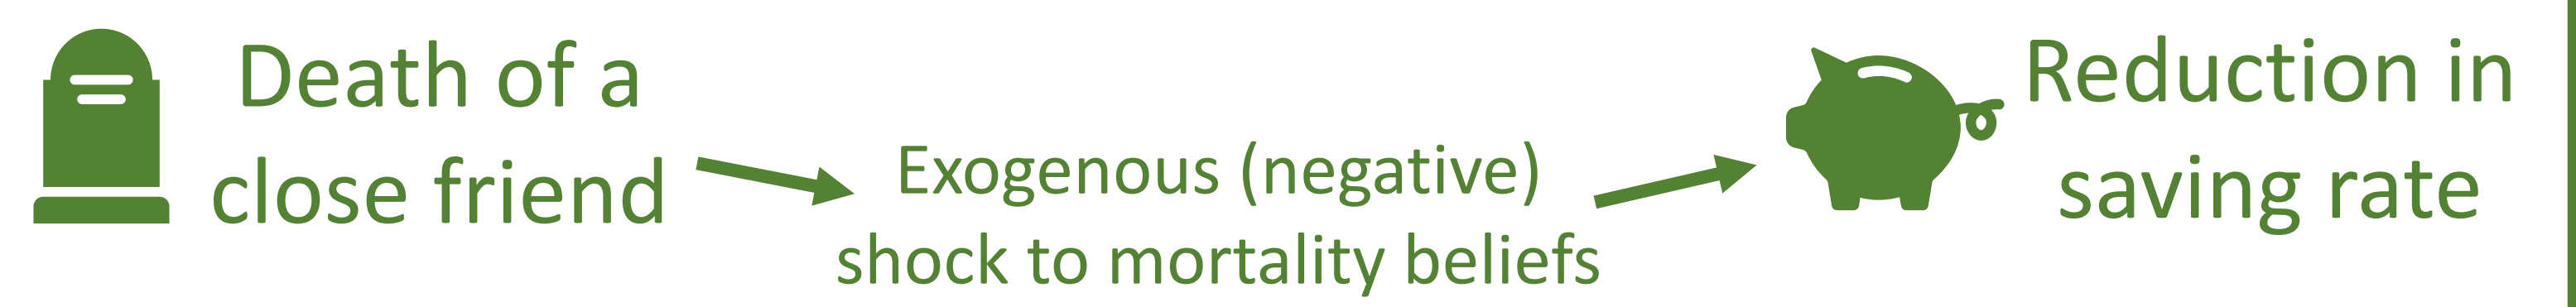 Death of a
close friend
Exogenous (negative)
shock to mortality beliefs
Reduction in
saving rate